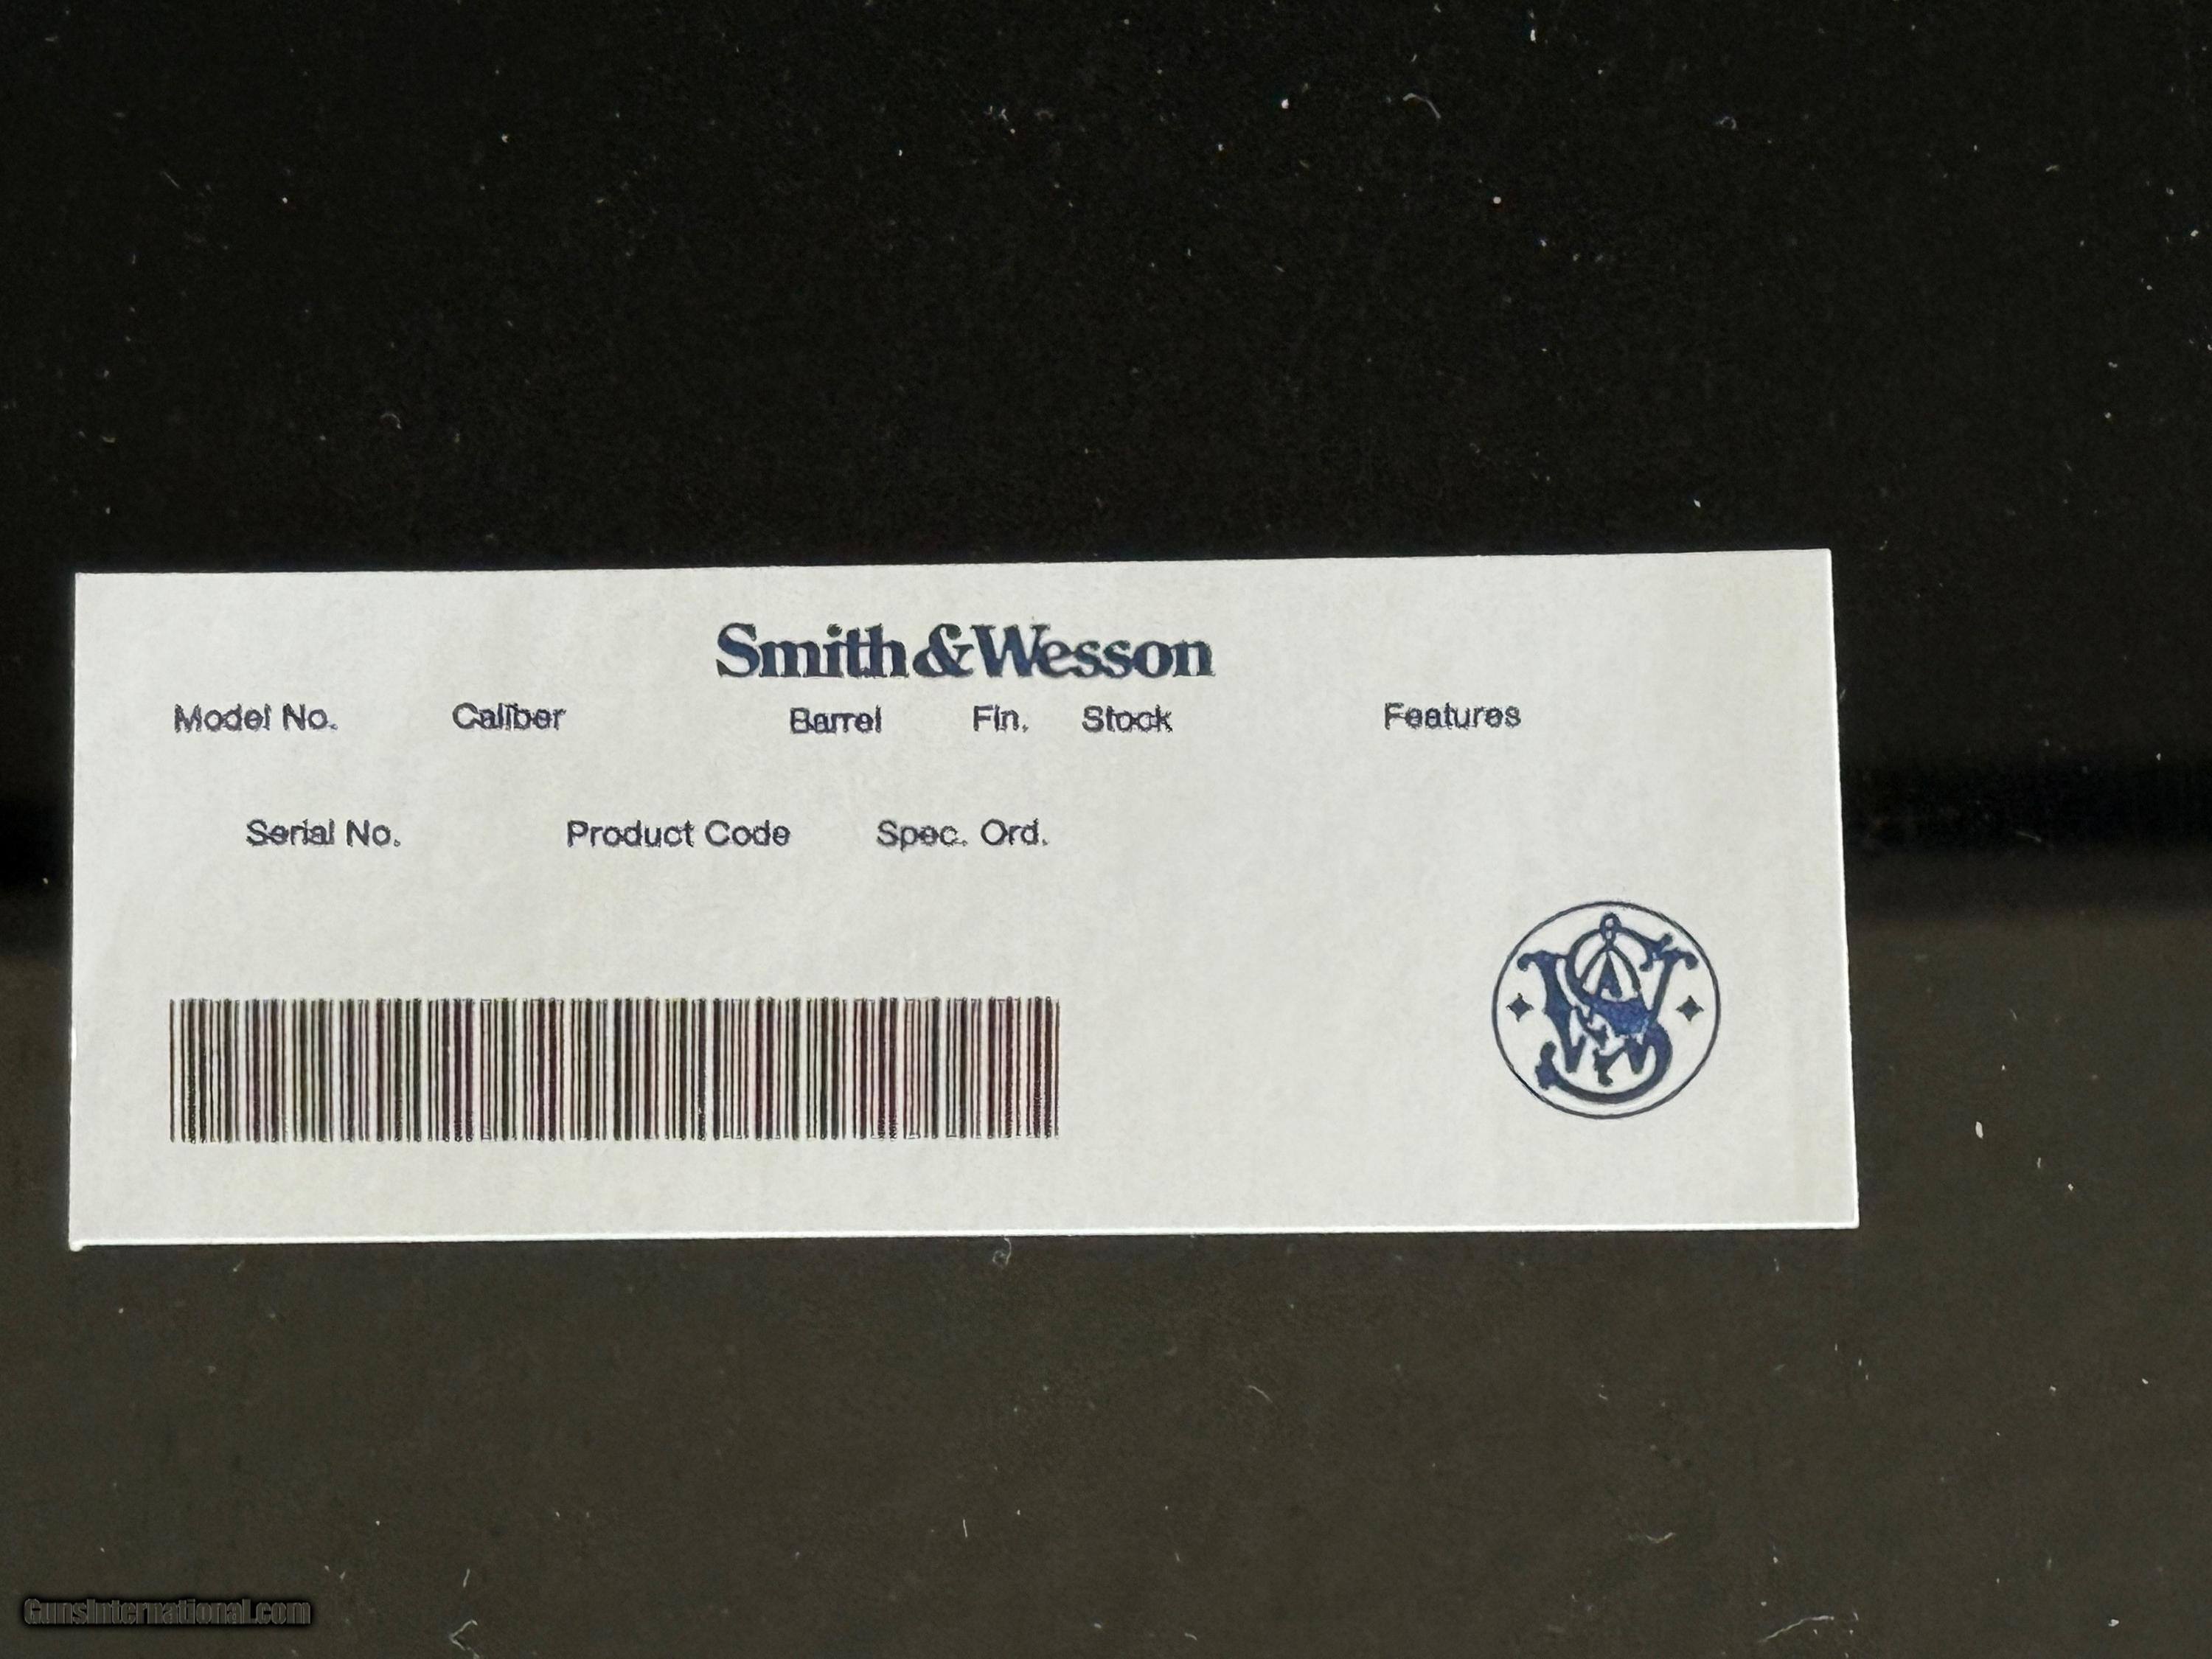 Smith & Wesson
Model No. Caliber Barrel Fin. Stock Features
Serial No. Product Code Spec. Ord.
GunsInternational.com